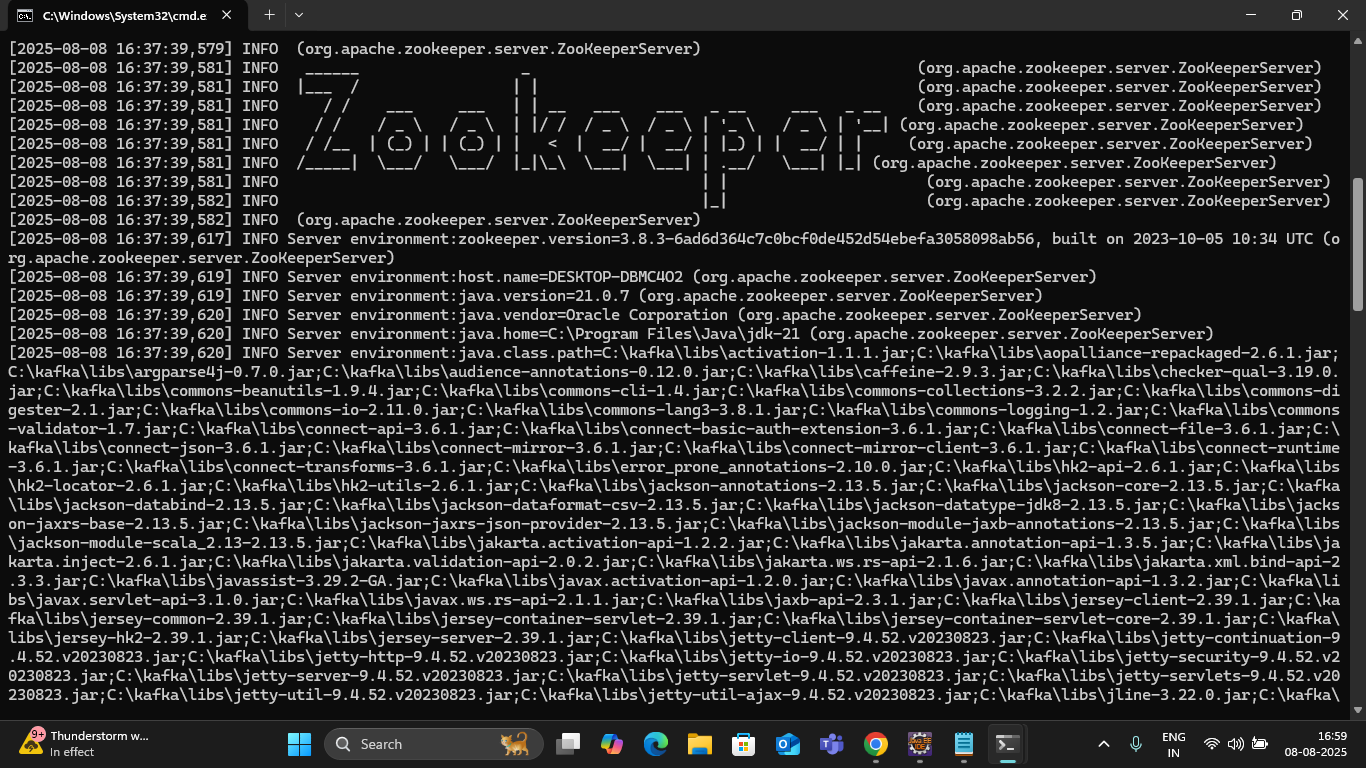 C:\Windows\System32\cmd.e
[2025-08-08 16:37:39,579] INFO  (org.apache.zookeeper.server.ZooKeeperServer)
[2025-08-08 16:37:39,581] INFO   ______                  _                                           (org.apache.zookeeper.server.ZooKeeperServer)
[2025-08-08 16:37:39,581] INFO  |___  /                 | |                                          (org.apache.zookeeper.server.ZooKeeperServer)
[2025-08-08 16:37:39,581] INFO     / /    ___     ___   | | __   ___    ___   _ __     ___   _ __    (org.apache.zookeeper.server.ZooKeeperServer)
[2025-08-08 16:37:39,581] INFO    / /    / _ \   / _ \  | |/ /  / _ \  / _ \ | '_ \   / _ \ | '__| (org.apache.zookeeper.server.ZooKeeperServer)
[2025-08-08 16:37:39,581] INFO   / /__  | (_) | | (_) | |   <  |  __/ |  __/ | |_) | |  __/ | |     (org.apache.zookeeper.server.ZooKeeperServer)
[2025-08-08 16:37:39,581] INFO  /_____|  \___/   \___/  |_|\_\  \___|  \___| | .__/   \___| |_| (org.apache.zookeeper.server.ZooKeeperServer)
[2025-08-08 16:37:39,581] INFO                                               | |                      (org.apache.zookeeper.server.ZooKeeperServer)
[2025-08-08 16:37:39,582] INFO                                               |_|                      (org.apache.zookeeper.server.ZooKeeperServer)
[2025-08-08 16:37:39,582] INFO  (org.apache.zookeeper.server.ZooKeeperServer)
[2025-08-08 16:37:39,617] INFO Server environment:zookeeper.version=3.8.3-6ad6d364c7c0bcf0de452d54ebefa3058098ab56, built on 2023-10-05 10:34 UTC (o
rg.apache.zookeeper.server.ZooKeeperServer)
[2025-08-08 16:37:39,619] INFO Server environment:host.name=DESKTOP-DBMC4O2 (org.apache.zookeeper.server.ZooKeeperServer)
[2025-08-08 16:37:39,619] INFO Server environment:java.version=21.0.7 (org.apache.zookeeper.server.ZooKeeperServer)
[2025-08-08 16:37:39,620] INFO Server environment:java.vendor=Oracle Corporation (org.apache.zookeeper.server.ZooKeeperServer)
[2025-08-08 16:37:39,620] INFO Server environment:java.home=C:\Program Files\Java\jdk-21 (org.apache.zookeeper.server.ZooKeeperServer)
[2025-08-08 16:37:39,620] INFO Server environment:java.class.path=C:\kafka\libs\activation-1.1.1.jar;C:\kafka\libs\aopalliance-repackaged-2.6.1.jar;
C:\kafka\libs\argparse4j-0.7.0.jar;C:\kafka\libs\audience-annotations-0.12.0.jar;C:\kafka\libs\caffeine-2.9.3.jar;C:\kafka\libs\checker-qual-3.19.0.
jar;C:\kafka\libs\commons-beanutils-1.9.4.jar;C:\kafka\libs\commons-cli-1.4.jar;C:\kafka\libs\commons-collections-3.2.2.jar;C:\kafka\libs\commons-di
gester-2.1.jar;C:\kafka\libs\commons-io-2.11.0.jar;C:\kafka\libs\commons-lang3-3.8.1.jar;C:\kafka\libs\commons-logging-1.2.jar;C:\kafka\libs\commons
-validator-1.7.jar;C:\kafka\libs\connect-api-3.6.1.jar;C:\kafka\libs\connect-basic-auth-extension-3.6.1.jar;C:\kafka\libs\connect-file-3.6.1.jar;C:\
kafka\libs\connect-json-3.6.1.jar;C:\kafka\libs\connect-mirror-3.6.1.jar;C:\kafka\libs\connect-mirror-client-3.6.1.jar;C:\kafka\libs\connect-runtime
-3.6.1.jar;C:\kafka\libs\connect-transforms-3.6.1.jar;C:\kafka\libs\error_prone_annotations-2.10.0.jar;C:\kafka\libs\hk2-api-2.6.1.jar;C:\kafka\libs
\hk2-locator-2.6.1.jar;C:\kafka\libs\hk2-utils-2.6.1.jar;C:\kafka\libs\jackson-annotations-2.13.5.jar;C:\kafka\libs\jackson-core-2.13.5.jar;C:\kafka
\libs\jackson-databind-2.13.5.jar;C:\kafka\libs\jackson-dataformat-csv-2.13.5.jar;C:\kafka\libs\jackson-datatype-jdk8-2.13.5.jar;C:\kafka\libs\jacks
on-jaxrs-base-2.13.5.jar;C:\kafka\libs\jackson-jaxrs-json-provider-2.13.5.jar;C:\kafka\libs\jackson-module-jaxb-annotations-2.13.5.jar;C:\kafka\libs
\jackson-module-scala_2.13-2.13.5.jar;C:\kafka\libs\jakarta.activation-api-1.2.2.jar;C:\kafka\libs\jakarta.annotation-api-1.3.5.jar;C:\kafka\libs\ja
karta.inject-2.6.1.jar;C:\kafka\libs\jakarta.validation-api-2.0.2.jar;C:\kafka\libs\jakarta.ws.rs-api-2.1.6.jar;C:\kafka\libs\jakarta.xml.bind-api-2
.3.3.jar;C:\kafka\libs\javassist-3.29.2-GA.jar;C:\kafka\libs\javax.activation-api-1.2.0.jar;C:\kafka\libs\javax.annotation-api-1.3.2.jar;C:\kafka\li
bs\javax.servlet-api-3.1.0.jar;C:\kafka\libs\javax.ws.rs-api-2.1.1.jar;C:\kafka\libs\jaxb-api-2.3.1.jar;C:\kafka\libs\jersey-client-2.39.1.jar;C:\ka
fka\libs\jersey-common-2.39.1.jar;C:\kafka\libs\jersey-container-servlet-2.39.1.jar;C:\kafka\libs\jersey-container-servlet-core-2.39.1.jar;C:\kafka\
libs\jersey-hk2-2.39.1.jar;C:\kafka\libs\jersey-server-2.39.1.jar;C:\kafka\libs\jetty-client-9.4.52.v20230823.jar;C:\kafka\libs\jetty-continuation-9
.4.52.v20230823.jar;C:\kafka\libs\jetty-http-9.4.52.v20230823.jar;C:\kafka\libs\jetty-io-9.4.52.v20230823.jar;C:\kafka\libs\jetty-security-9.4.52.v2
0230823.jar;C:\kafka\libs\jetty-server-9.4.52.v20230823.jar;C:\kafka\libs\jetty-servlet-9.4.52.v20230823.jar;C:\kafka\libs\jetty-servlets-9.4.52.v20
230823.jar;C:\kafka\libs\jetty-util-9.4.52.v20230823.jar;C:\kafka\libs\jetty-util-ajax-9.4.52.v20230823.jar;C:\kafka\libs\jline-3.22.0.jar;C:\kafka\
9+
Thunderstorm w...
In effect
Search
ENG
IN
16:59
08-08-2025